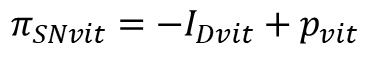 π_{SNvit} = −I_{Dvit} + p_{vit}